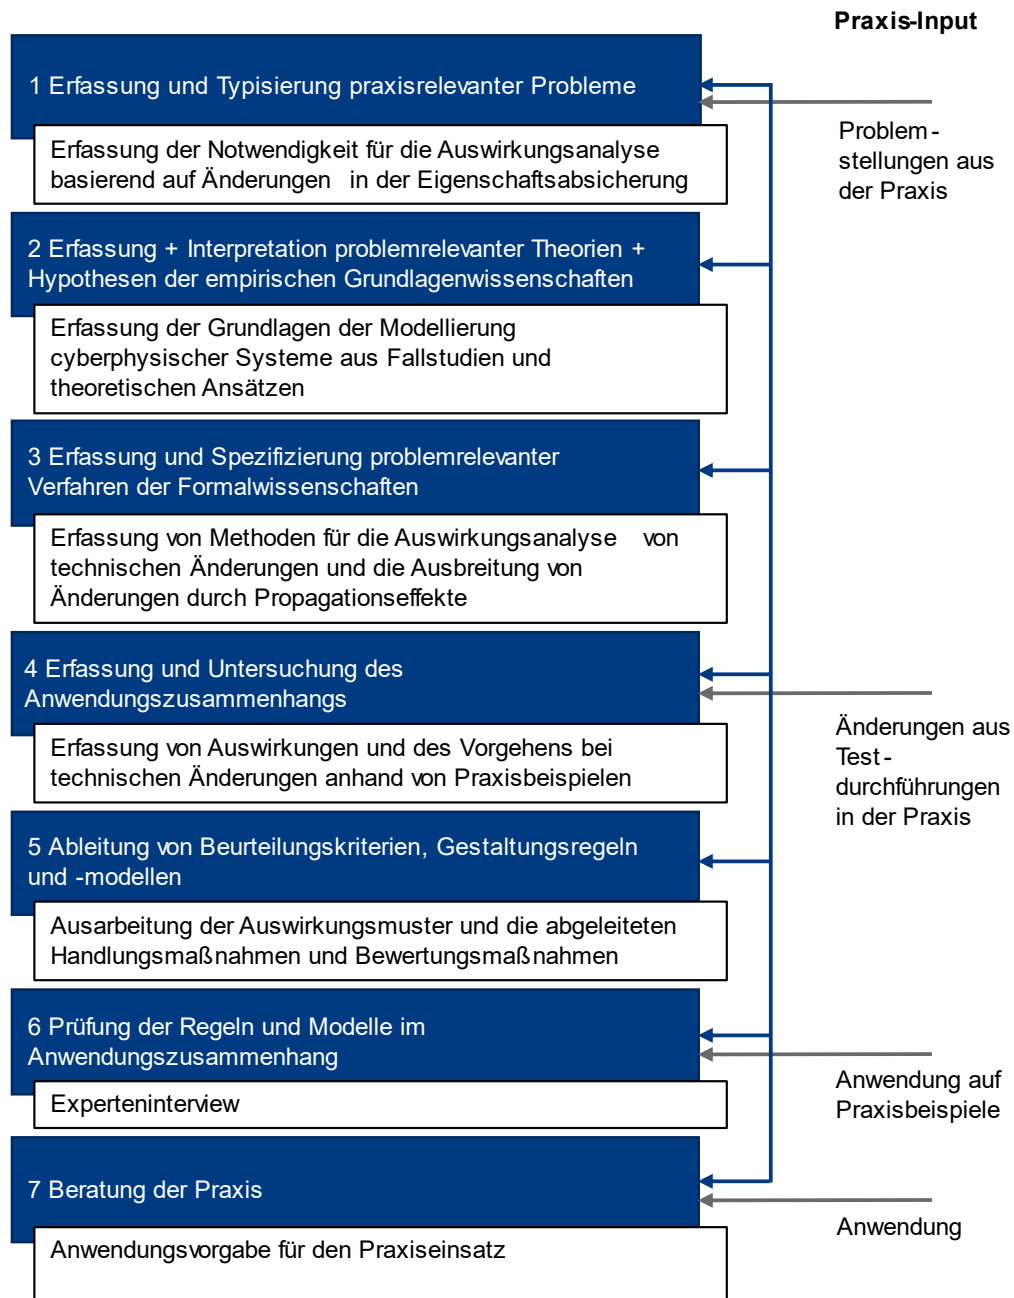 Praxis-Input
1 Erfassung und Typisierung praxisrelevanter Probleme
Erfassung der Notwendigkeit für die Auswirkungsanalyse
basierend auf Änderungen in der Eigenschaftsabsicherung
Problem-
stellungen aus
der Praxis
2 Erfassung + Interpretation problemrelevanter Theorien +
Hypothesen der empirischen Grundlagenwissenschaften
Erfassung der Grundlagen der Modellierung
cyberphysischer Systeme aus Fallstudien und
theoretischen Ansätzen
3 Erfassung und Spezifizierung problemrelevanter
Verfahren der Formalwissenschaften
Erfassung von Methoden für die Auswirkungsanalyse von
technischen Änderungen und die Ausbreitung von
Änderungen durch Propagationseffekte
4 Erfassung und Untersuchung des
Anwendungszusammenhangs
Erfassung von Auswirkungen und des Vorgehens bei
technischen Änderungen anhand von Praxisbeispielen
Änderungen aus
Test-
durchführungen
in der Praxis
5 Ableitung von Beurteilungskriterien, Gestaltungsregeln
und -modellen
Ausarbeitung der Auswirkungsmuster und die abgeleiteten
Handlungsmaßnahmen und Bewertungsmaßnahmen
6 Prüfung der Regeln und Modelle im
Anwendungszusammenhang
Experteninterview
Anwendung auf
Praxisbeispiele
7 Beratung der Praxis
Anwendungsvorgabe für den Praxiseinsatz
Anwendung